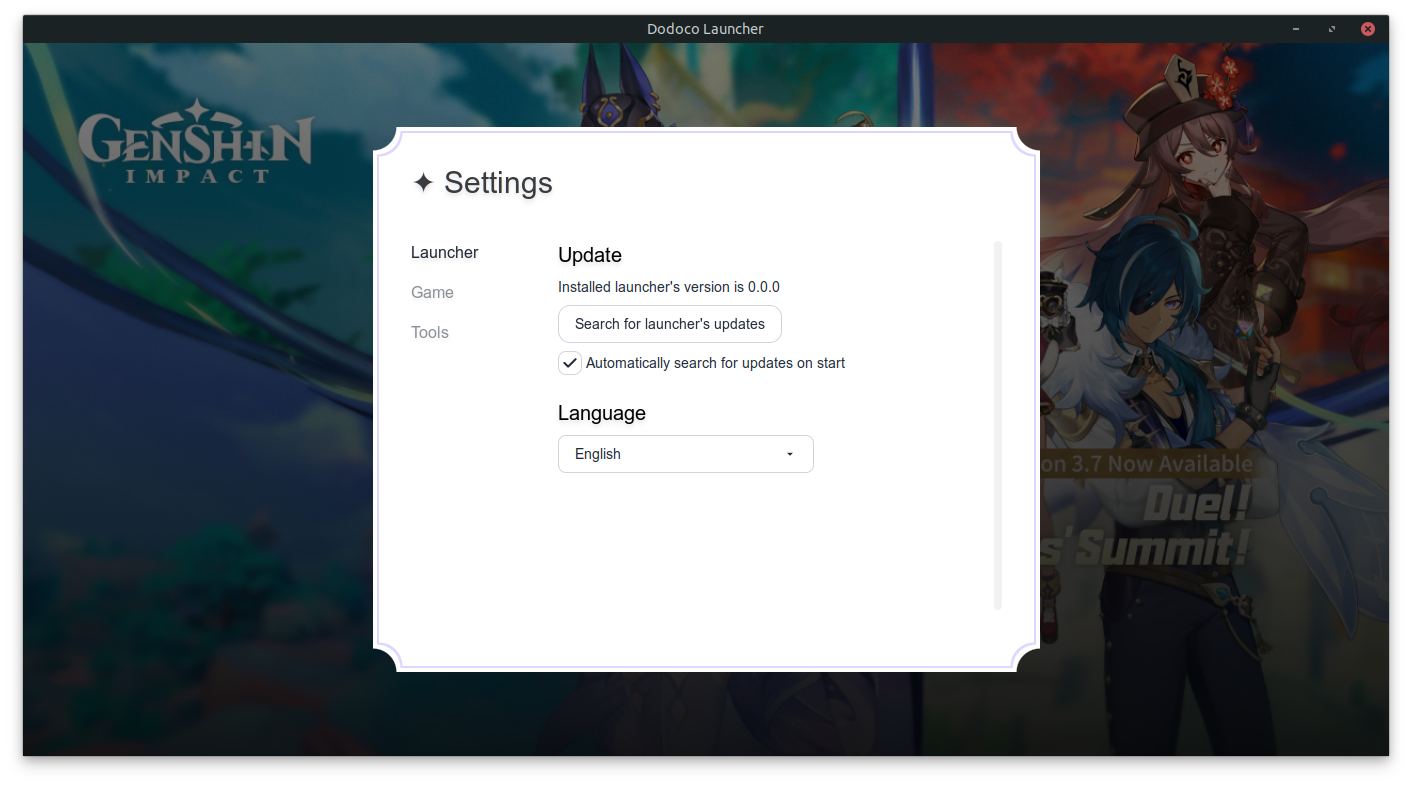 Dodoco Launcher
GENSHIN
IMPACT
✦ Settings
Launcher
Game
Tools
Update
Installed launcher's version is 0.0.0
Search for launcher's updates
Automatically search for updates on start
Language
English
on 3.7 Now Available
Duel!
s' Summit!